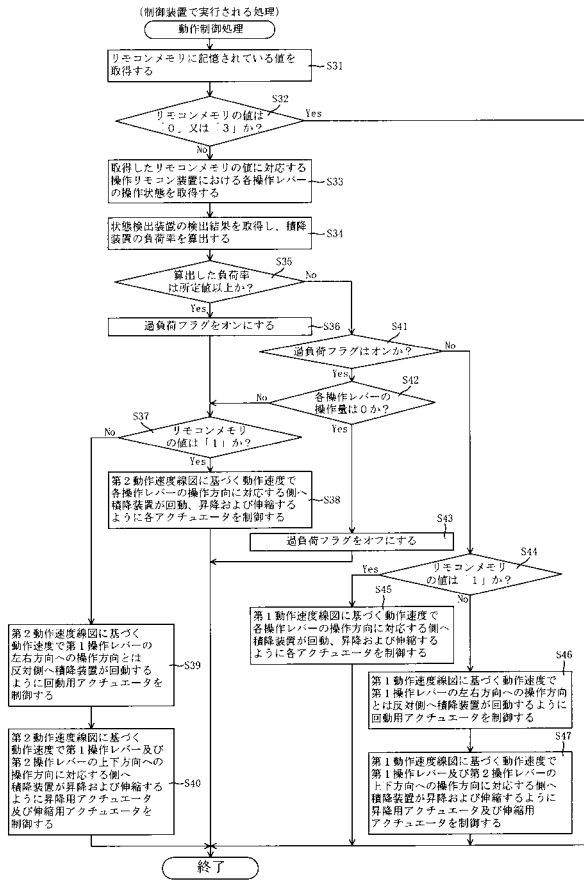 (制御装置で実行される処理)
動作制御処理
リモコンメモリに記憶されている値を
取得する
S31
リモコンメモリの値は
「0」又は「3」か?
S32
Yes
No
取得したリモコンメモリの値に対応する
操作リモコン装置における各操作レバー
の操作状態を取得する
S33
状態検出装置の検出結果を取得し、積降
装置の負荷率を算出する
S34
算出した負荷率
は所定値以上か?
S35
No
Yes
過負荷フラグをオンにする
S36
過負荷フラグはオンか?
S41
No
Yes
各操作レバーの
操作量は0か?
S42
No
Yes
リモコンメモリ
の値は「1」か?
S37
No
Yes
第2動作速度線図に基づく動作速度で
各操作レバーの操作方向に対応する側へ
積降装置が回動、昇降および伸縮する
ように各アクチュエータを制御する
S38
過負荷フラグをオフにする
S43
リモコンメモリ
の値は「1」か?
S44
Yes
No
第1動作速度線図に基づく動作速度で
各操作レバーの操作方向に対応する側へ
積降装置が回動、昇降および伸縮する
ように各アクチュエータを制御する
S45
第2動作速度線図に基づく
動作速度で第1操作レバーの
左右方向への操作方向とは
反対側へ積降装置が回動する
ように回動用アクチュエータを
制御する
S39
第1動作速度線図に基づく動作速度で
第1操作レバーの左右方向への操作方向
とは反対側へ積降装置が回動するように
回動用アクチュエータを制御する
S46
第2動作速度線図に基づく
動作速度で第1操作レバー及び
第2操作レバーの上下方向への
操作方向に対応する側へ
積降装置が昇降および伸縮する
ように昇降用アクチュエータ
及び伸縮用アクチュエータを
制御する
S40
第1動作速度線図に基づく動作速度で
第1操作レバー及び第2操作レバーの
上下方向への操作方向に対応する側へ
積降装置が昇降および伸縮するように
昇降用アクチュエータ及び伸縮用
アクチュエータを制御する
S47
終了